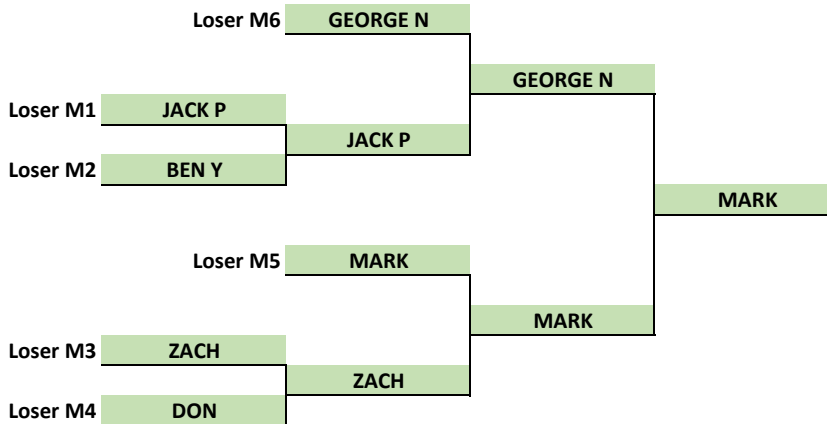 Loser M6 GEORGE N
GEORGE N
Loser M1 JACK P
JACK P
Loser M2 BEN Y
MARK
Loser M5 MARK
MARK
Loser M3 ZACH
ZACH
Loser M4 DON